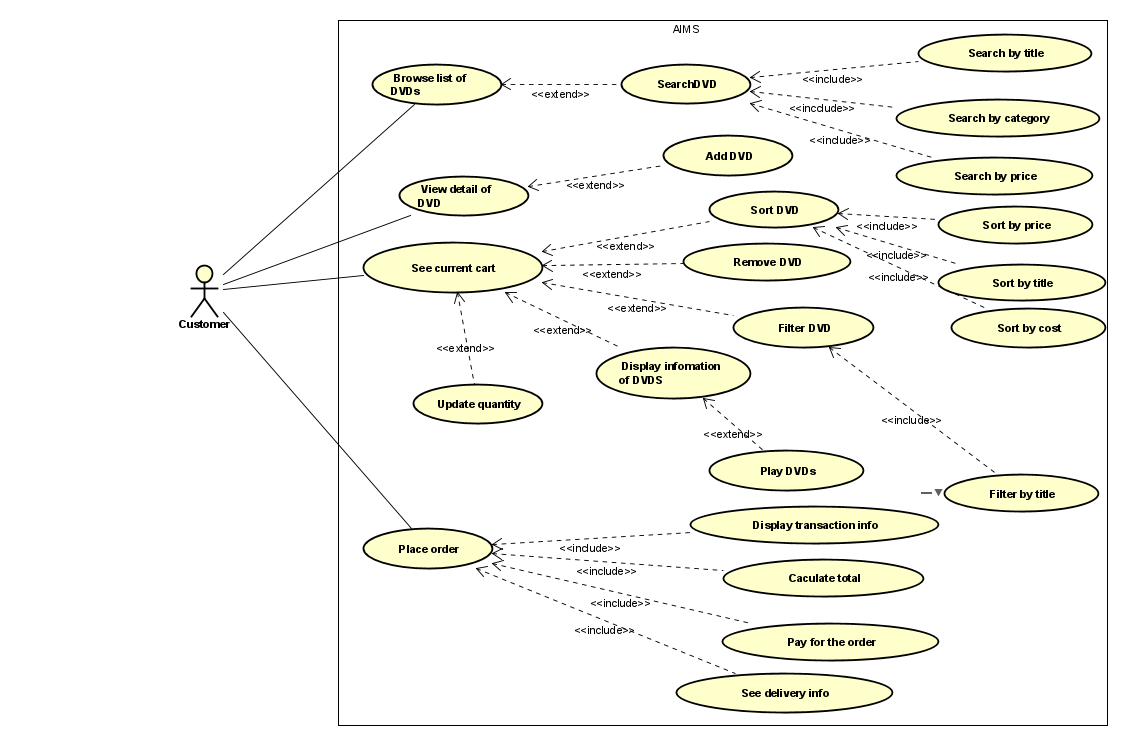 AIMS
Search by title
Browse list of
DVDs
SearchDVD
<<include>>
<<extend>>
<<incclude>>
Search by category
<<include>>
Add DVD
Search by price
<<extend>>
View detail of
DVD
Sort DVD
<<include>>
Sort by price
<<extend>>
<<include>>
See current cart
Remove DVD
<<extend>>
<<include>>
Sort by title
<<extend>>
Customer
Filter DVD
Sort by cost
<<extend>>
<<extend>>
Display infomation
of DVDS
Update quantity
<<include>>
<<extend>>
Play DVDs
Filter by title
Display transaction info
Place order
<<include>>
<<include>>
Caculate total
<<include>>
<<include>>
Pay for the order
See delivery info